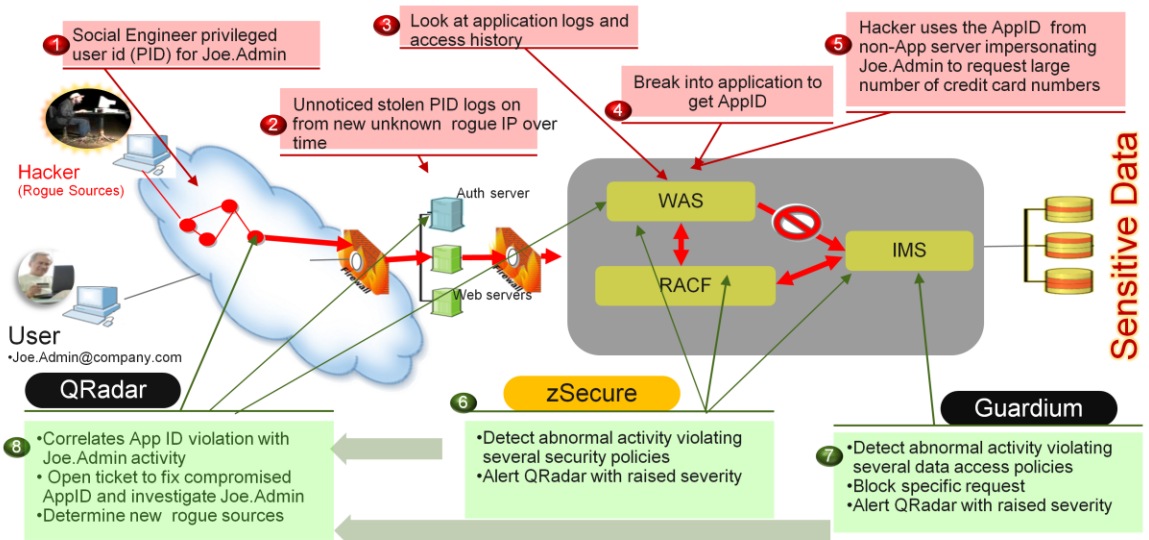 1
Social Engineer privileged
user id (PID) for Joe.Admin
3
Look at application logs and
access history
5
Hacker uses the AppID from
non-App server impersonating
Joe.Admin to request large
number of credit card numbers
2
Unnoticed stolen PID logs on
from new unknown rogue IP over
time
4
Break into application to
get AppID
Hacker
(Rogue Sources)
Auth server
Firewall
Web servers
Firewall
WAS
RACF
IMS
Sensitive Data
User
•Joe.Admin@company.com
QRadar
8
•Correlates App ID violation with
Joe.Admin activity
• Open ticket to fix compromised
AppID and investigate Joe.Admin
•Determine new rogue sources
zSecure
6
•Detect abnormal activity violating
several security policies
•Alert QRadar with raised severity
Guardium
7
•Detect abnormal activity violating
several data access policies
•Block specific request
•Alert QRadar with raised severity